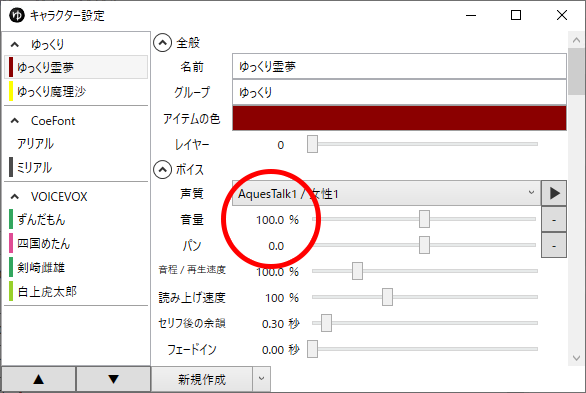 キャラクター設定
ゆっくり
ゆっくり霊夢
ゆっくり魔理沙
CoeFont
アリアル
ミリアル
VOICEVOX
ずんだもん
四国めたん
剣崎雌雄
白上虎太郎
▲ ▼
全般
名前 ゆっくり霊夢
グループ ゆっくり
アイテムの色
レイヤー 0
ボイス
声質 AquesTalk1 / 女性1
音量 100.0 % -
パン 0.0 -
音程 / 再生速度 100.0 %
読み上げ速度 100 %
セリフ後の余韻 0.30 秒
フェードイン 0.00 秒
新規作成